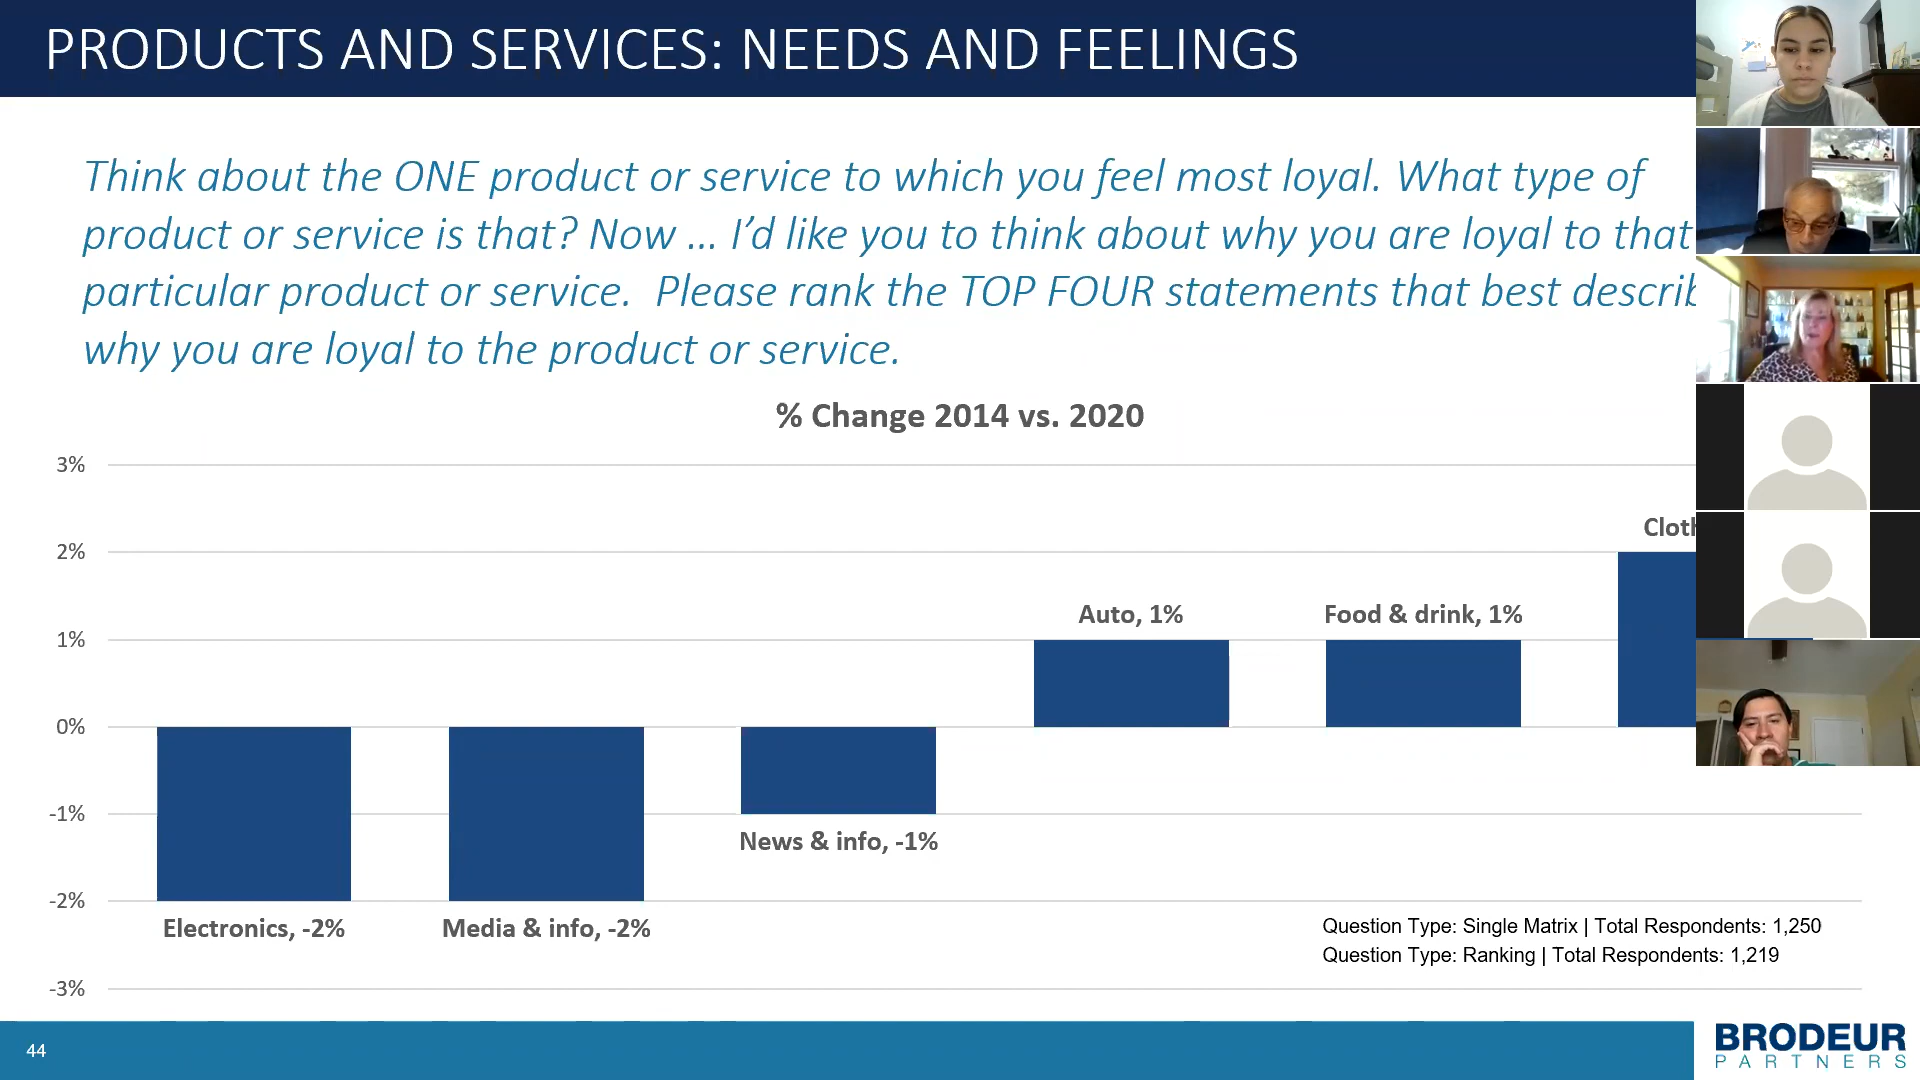 PRODUCTS AND SERVICES: NEEDS AND FEELINGS
Think about the ONE product or service to which you feel most loyal. What type of
product or service is that? Now … I’d like you to think about why you are loyal to that
particular product or service.  Please rank the TOP FOUR statements that best
why you are loyal to the product or service.
% Change 2014 vs. 2020
3%
2%
1%
0%
-1%
-2%
-3%
Electronics, -2%
Media & info, -2%
News & info, -1%
Auto, 1%
Food & drink, 1%
Question Type: Single Matrix | Total Respondents: 1,250
Question Type: Ranking | Total Respondents: 1,219
44
BRODEUR
PARTNERS